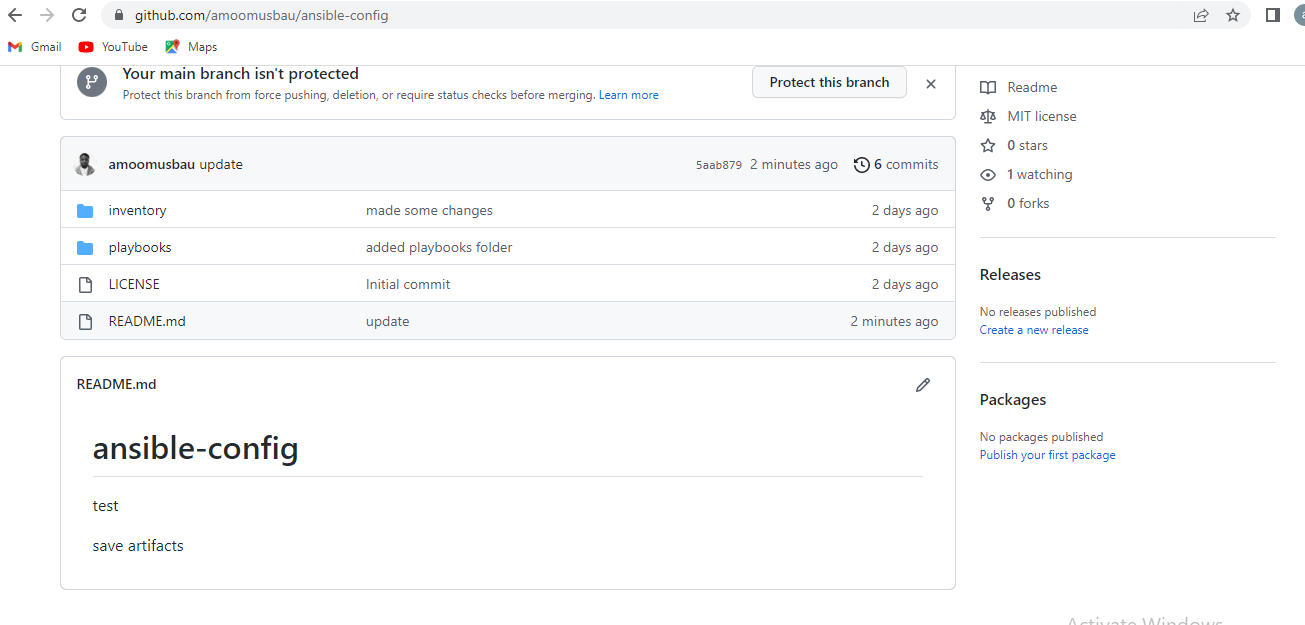 github.com/amoomusbau/ansible-config
Gmail YouTube Maps
Your main branch isn't protected
Protect this branch from force pushing, deletion, or require status checks before merging. Learn more
Protect this branch
amoomusbau update 5aab879 2 minutes ago 6 commits
inventory made some changes 2 days ago
playbooks added playbooks folder 2 days ago
LICENSE Initial commit 2 days ago
README.md update 2 minutes ago
README.md
ansible-config
test
save artifacts
Readme
MIT license
0 stars
1 watching
0 forks
Releases
No releases published
Create a new release
Packages
No packages published
Publish your first package
Activate Windows